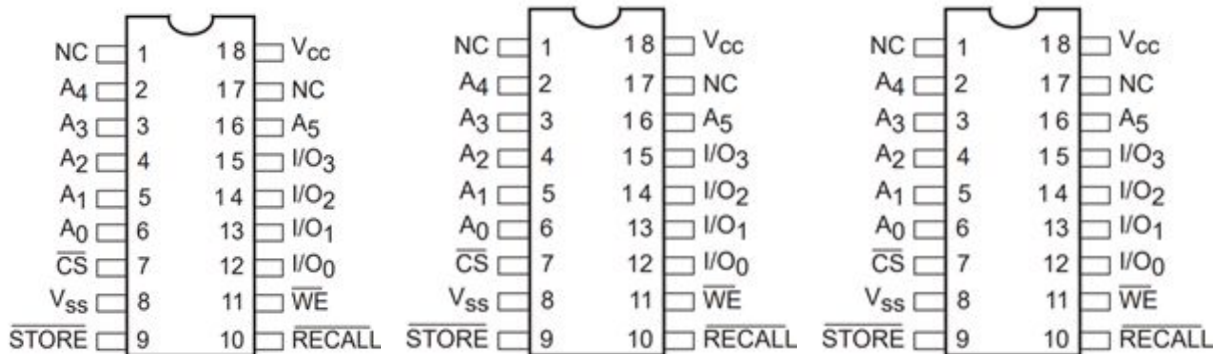 NC 1 18 Vcc NC 1 18 Vcc NC 1 18 Vcc
A4 2 17 NC A4 2 17 NC A4 2 17 NC
A3 3 16 A5 A3 3 16 A5 A3 3 16 A5
A2 4 15 I/O3 A2 4 15 I/O3 A2 4 15 I/O3
A1 5 14 I/O2 A1 5 14 I/O2 A1 5 14 I/O2
A0 6 13 I/O1 A0 6 13 I/O1 A0 6 13 I/O1
CS 7 12 I/O0 CS 7 12 I/O0 CS 7 12 I/O0
Vss 8 11 WE Vss 8 11 WE Vss 8 11 WE
STORE 9 10 RECALL STORE 9 10 RECALL STORE 9 10 RECALL